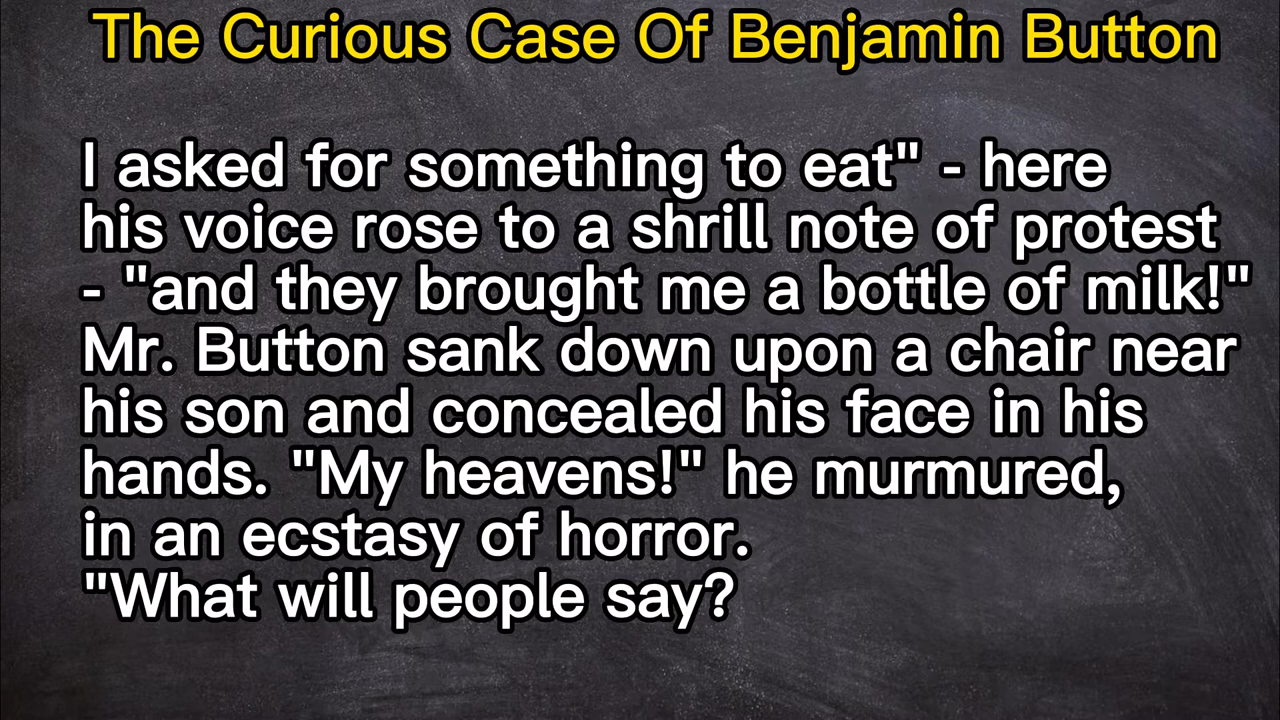 The Curious Case Of Benjamin Button
I asked for something to eat" - here
his voice rose to a shrill note of protest
- "and they brought me a bottle of milk!"
Mr. Button sank down upon a chair near
his son and concealed his face in his
hands. "My heavens!" he murmured,
in an ecstasy of horror.
"What will people say?